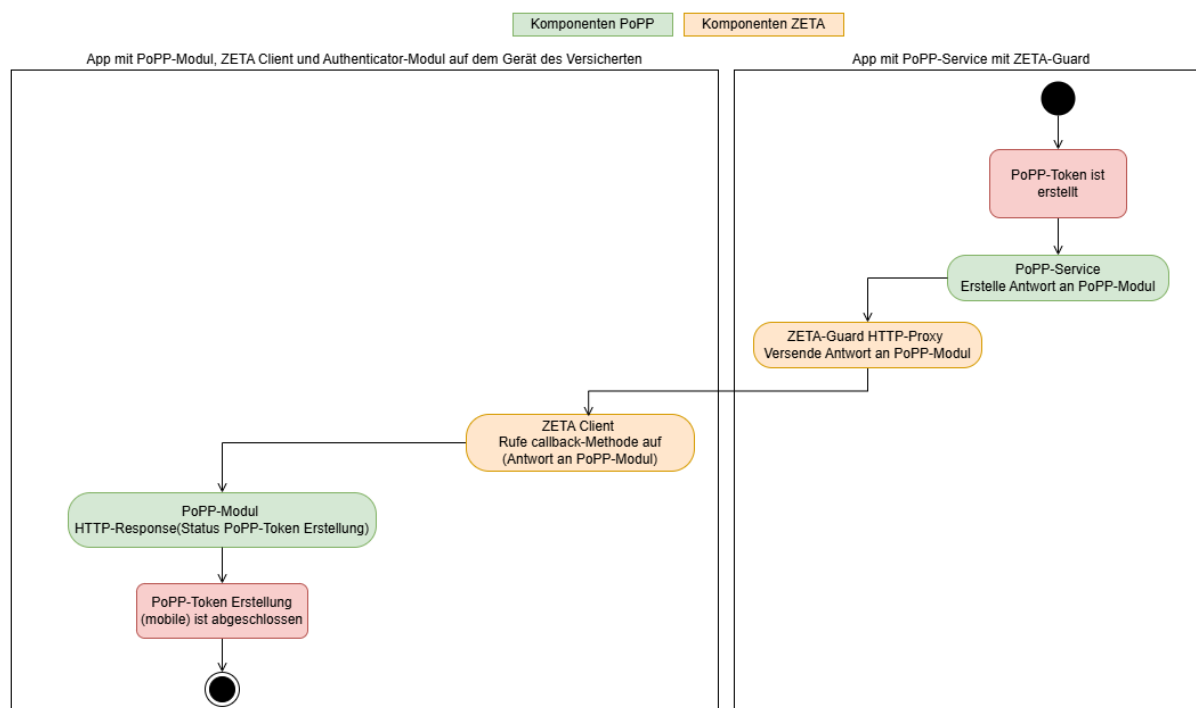 Komponenten PoPP
Komponenten ZETA
App mit PoPP-Modul, ZETA Client und Authenticator-Modul auf dem Gerät des Versicherten
App mit PoPP-Service mit ZETA-Guard
PoPP-Token ist
erstellt
PoPP-Service
Erstelle Antwort an PoPP-Modul
ZETA-Guard HTTP-Proxy
Versende Antwort an PoPP-Modul
ZETA Client
Rufe callback-Methode auf
(Antwort an PoPP-Modul)
PoPP-Modul
HTTP-Response(Status PoPP-Token Erstellung)
PoPP-Token Erstellung
(mobile) ist abgeschlossen